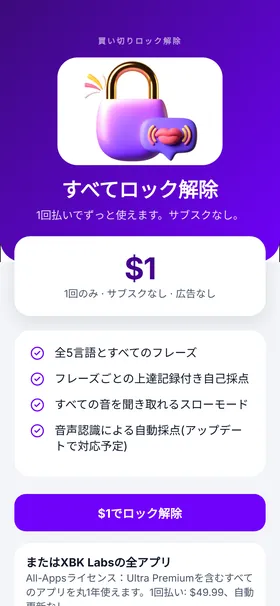 買い切りロック解除
すべてロック解除
1回払いでずっと使えます。サブスクなし。
$1
1回のみ · サブスクなし · 広告なし
全5言語とすべてのフレーズ
フレーズごとの上達記録付き自己採点
すべての音を聞き取れるスローモード
音声認識による自動採点(アップデー
トで対応予定)
$1でロック解除
またはXBK Labsの全アプリ
All-Appsライセンス：Ultra Premiumを含むすべて
のアプリを丸1年使えます。1回払い: $49.99、自動
更新なし